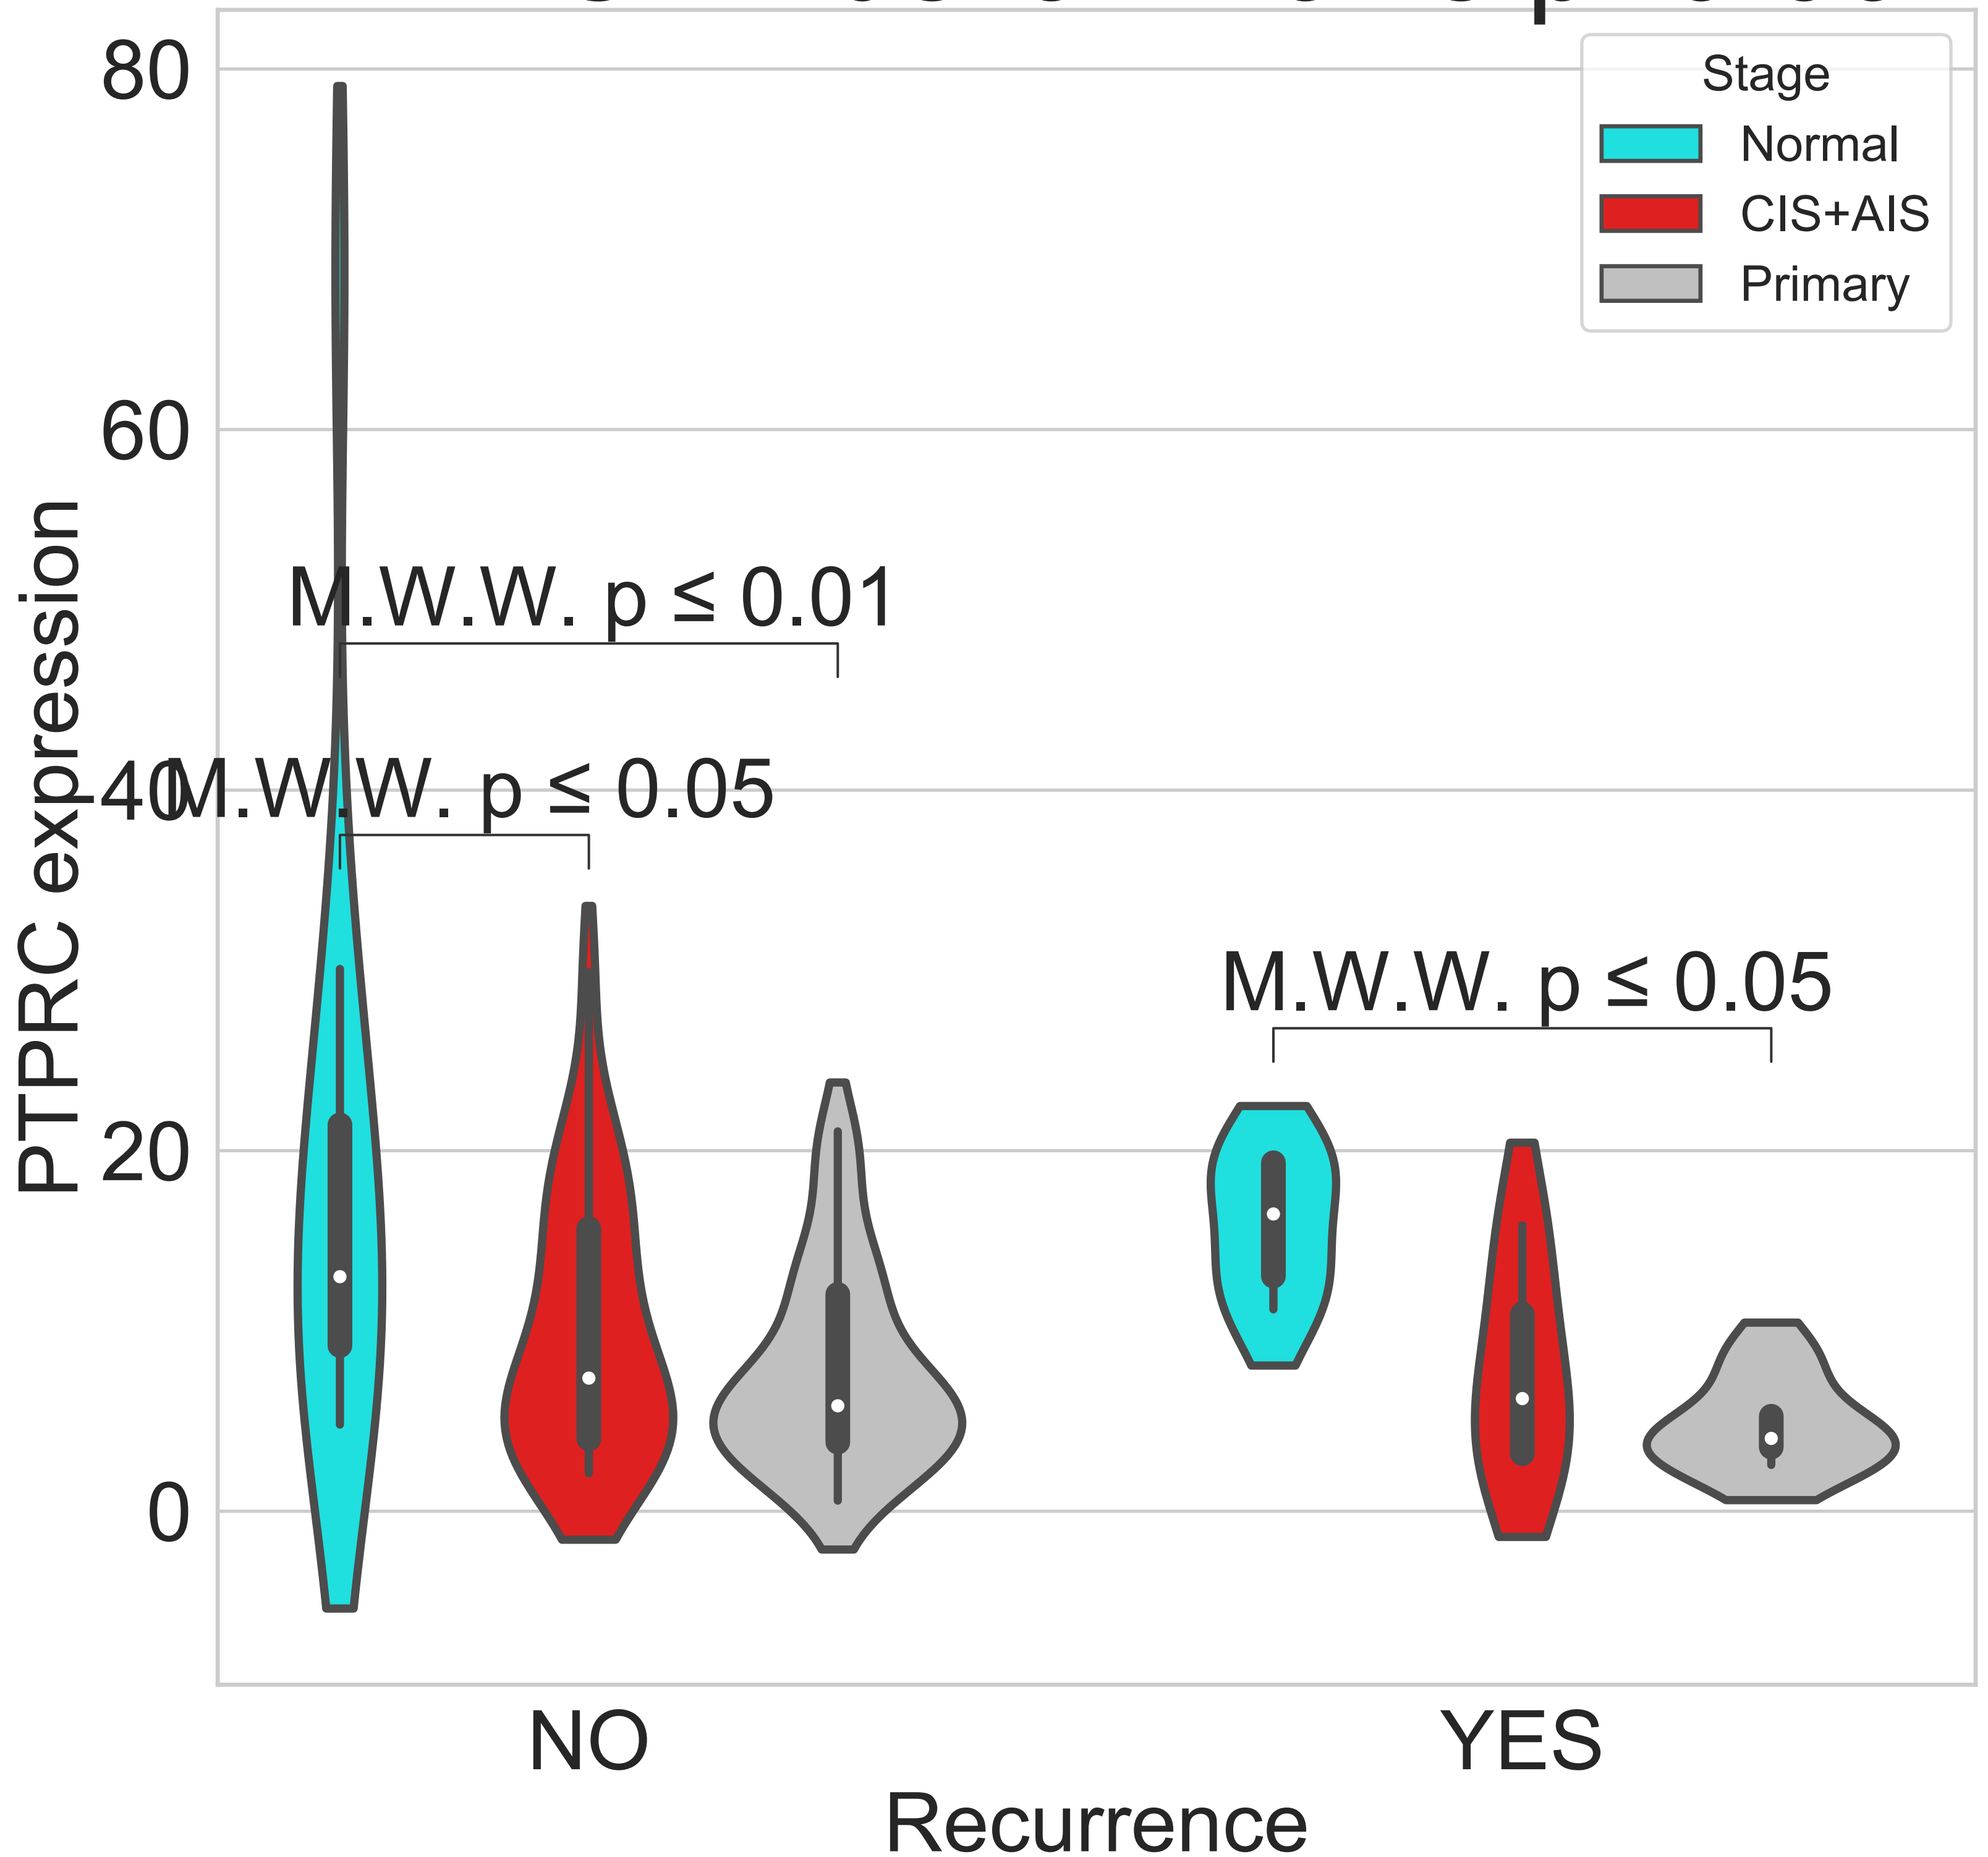 Stage
Normal
CIS+AIS
Primary
80
60
40
20
0
PTPRC expression
M.W.W. p ≤ 0.01
M.W.W. p ≤ 0.05
M.W.W. p ≤ 0.05
NO
YES
Recurrence